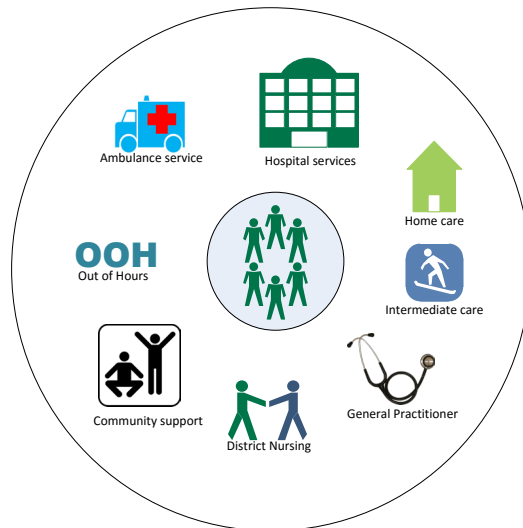 Hospital services
Ambulance service
Home care
OOH
Out of Hours
Intermediate care
General Practitioner
Community support
District Nursing